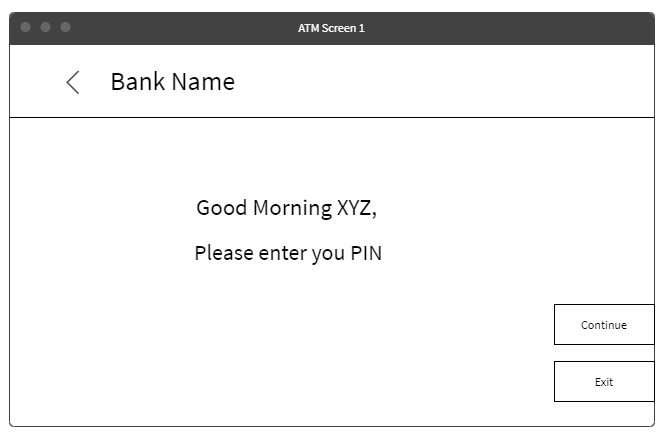 ATM Screen 1
Bank Name
Good Morning XYZ,
Please enter you PIN
Continue
Exit